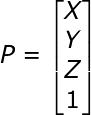 P = [X
Y
Z
1]